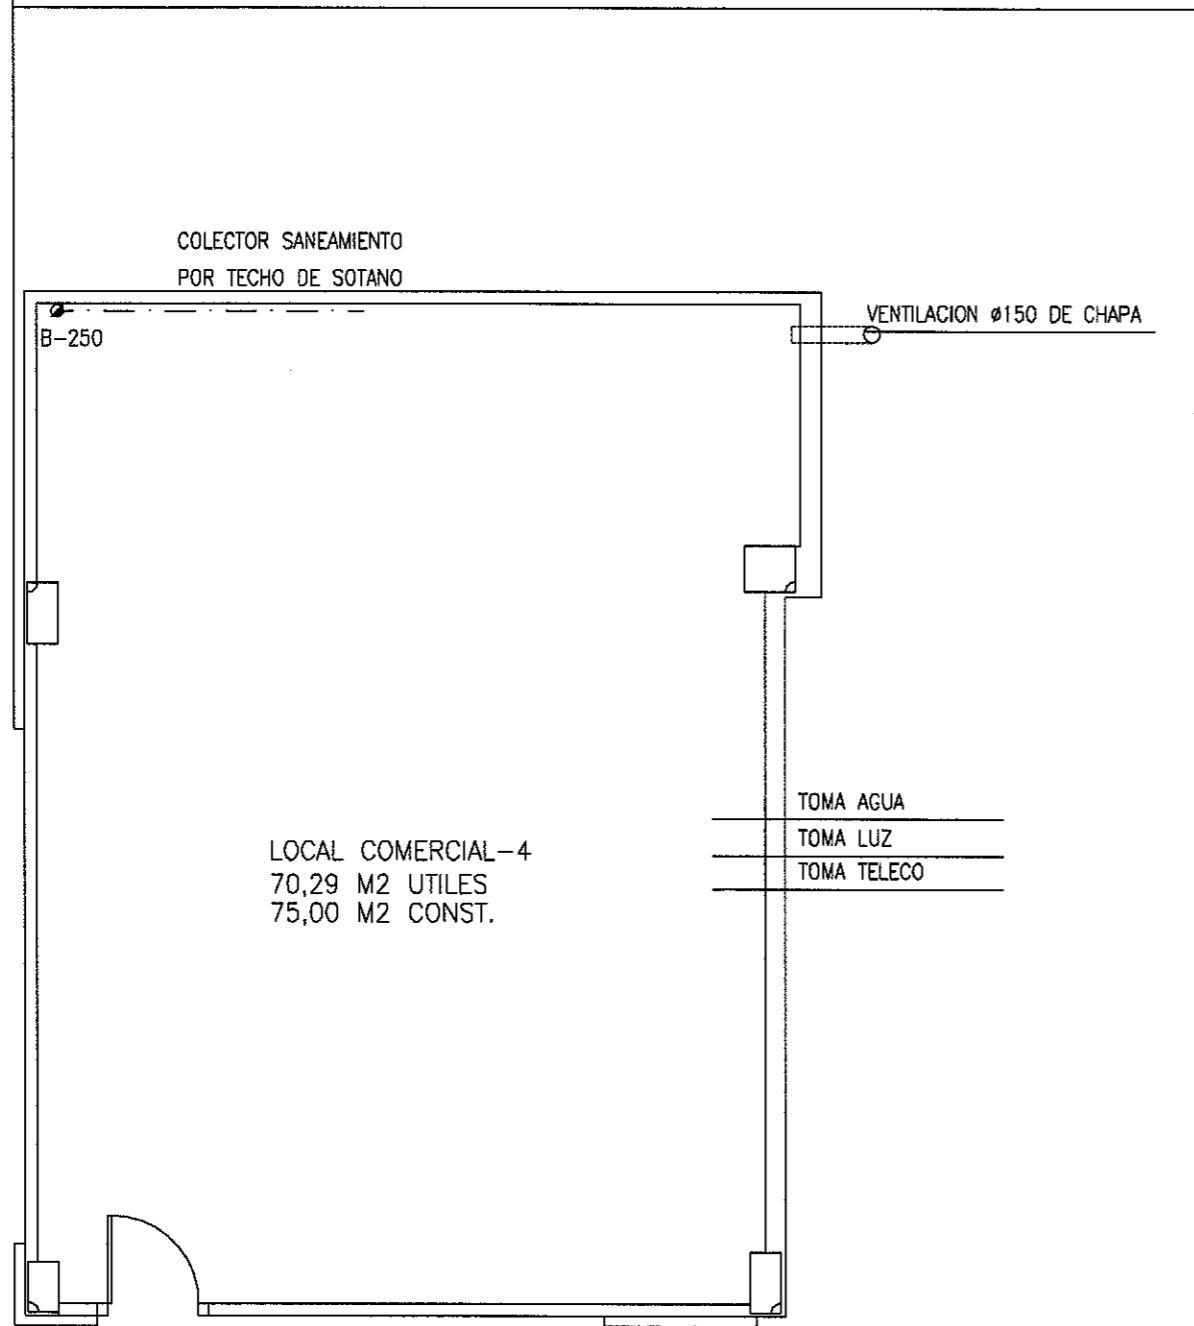 COLECTOR SANEAMIENTO
POR TECHO DE SOTANO
VENTILACION ø150 DE CHAPA
B-250
TOMA AGUA
TOMA LUZ
TOMA TELECO
LOCAL COMERCIAL-4
70,29 M2 UTILES
75,00 M2 CONST.